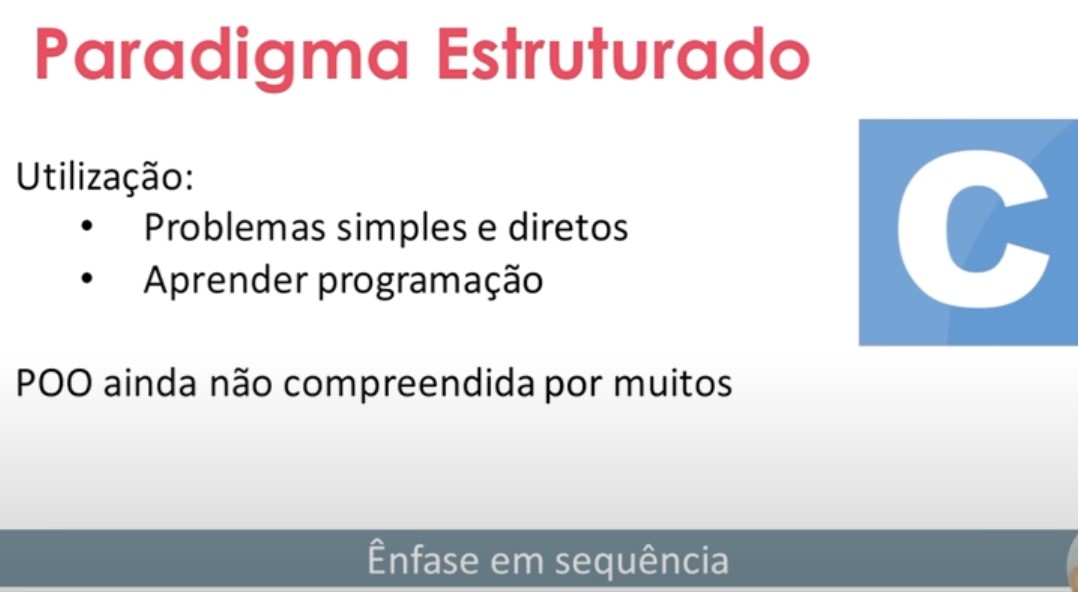 Paradigma Estruturado
Utilização:
• Problemas simples e diretos
• Aprender programação
C
POO ainda não compreendida por muitos
Ênfase em sequência